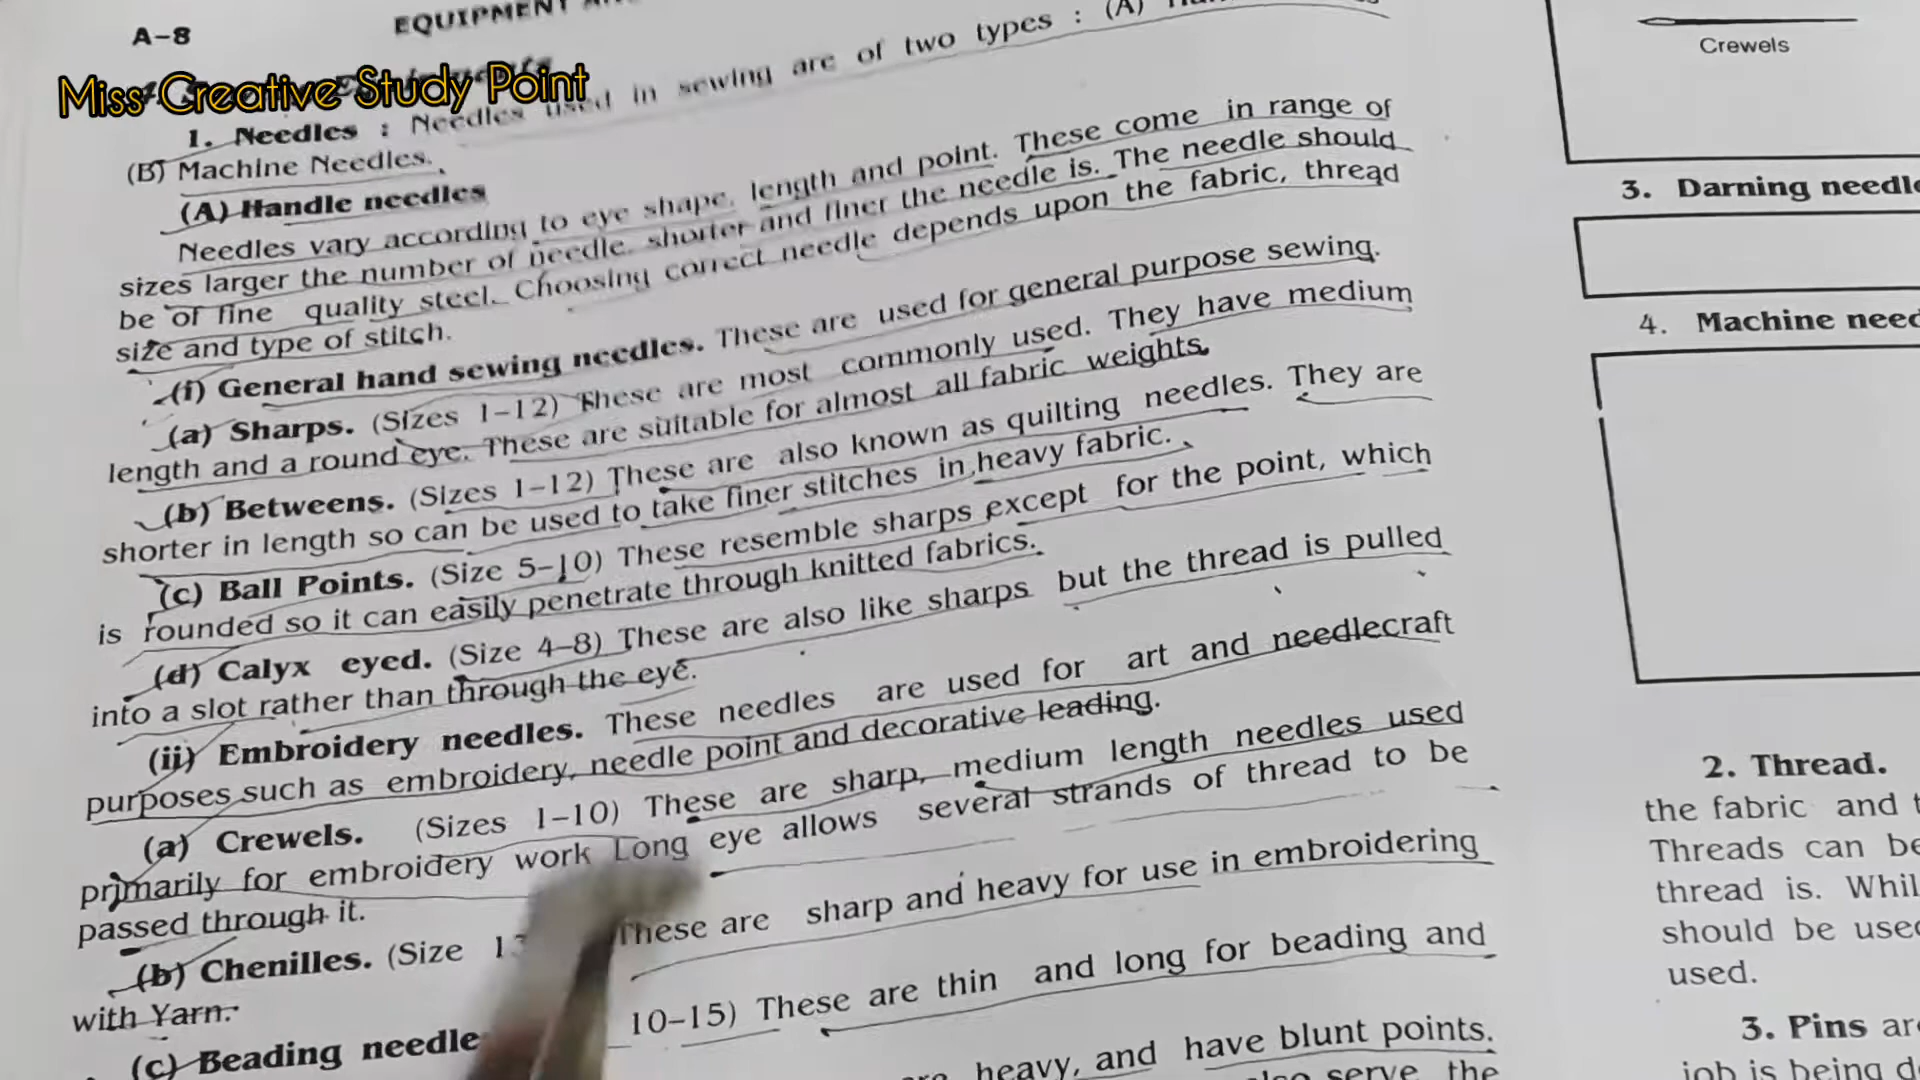 A-8
EQUIPMENT
Miss Creative Study Point
1. Needles : Needles used in sewing are of two types : (A)
(B) Machine Needles.
(A) Handle needles
Needles vary according to eye shape, length and point. These come in range of
sizes larger the number of needle, shorter and finer the needle is. The needle should
be of fine quality steel. Choosing correct needle depends upon the fabric, thread
size and type of stitch.
(i) General hand sewing needles. These are used for general purpose sewing.
(a) Sharps. (Sizes 1-12) These are most commonly used. They have medium
length and a round eye. These are suitable for almost all fabric weights.
(b) Betweens. (Sizes 1-12) These are also known as quilting needles. They are
shorter in length so can be used to take finer stitches in heavy fabric.
(c) Ball Points. (Size 5-10) These resemble sharps except for the point, which
is rounded so it can easily penetrate through knitted fabrics.
(d) Calyx eyed. (Size 4-8) These are also like sharps but the thread is pulled
into a slot rather than through the eye.
(ii) Embroidery needles. These needles are used for art and needlecraft
purposes such as embroidery, needle point and decorative leading.
(a) Crewels. (Sizes 1-10) These are sharp, medium length needles used
primarily for embroidery work Long eye allows several strands of thread to be
passed through it.
(b) Chenilles. (Size These are sharp and heavy for use in embroidering
with Yarn.
(c) Beading needle 10-15) These are thin and long for beading and
heavy, and have blunt points.
also serve the
Crewels
3. Darning needle
4. Machine need
2. Thread.
the fabric and
Threads can be
thread is. Whil
should be used
used.
3. Pins are
job is being d